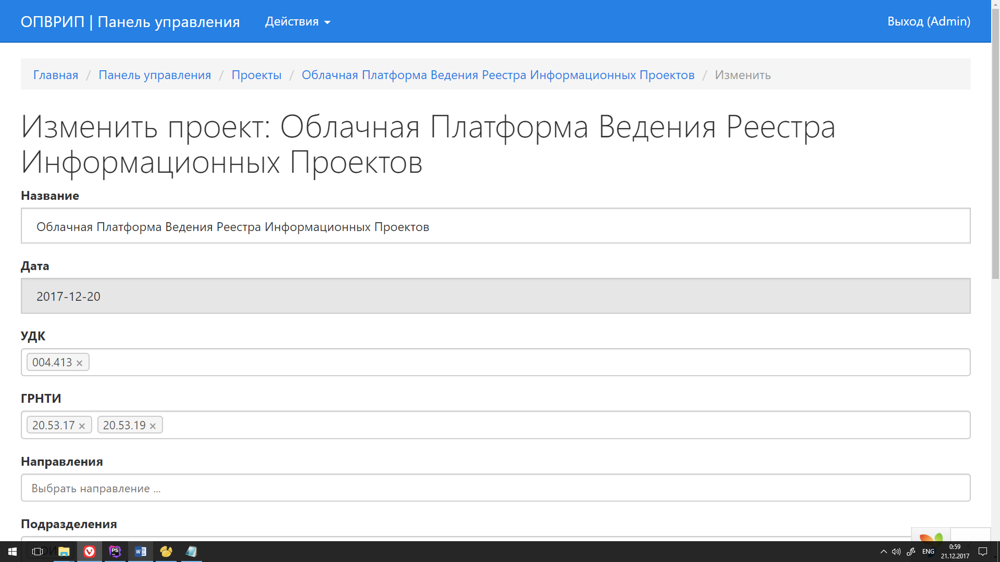 ОПВРИП | Панель управления
Действия
Выход (Admin)
Главная / Панель управления / Проекты / Облачная Платформа Ведения Реестра Информационных Проектов / Изменить
Изменить проект: Облачная Платформа Ведения Реестра
Информационных Проектов
Название
Облачная Платформа Ведения Реестра Информационных Проектов
Дата
2017-12-20
УДК
004.413 ×
ГРНТИ
20.53.17 × 20.53.19 ×
Направления
Выбрать направление ...
Подразделения
PS
W
ENG
0:59
21.12.2017